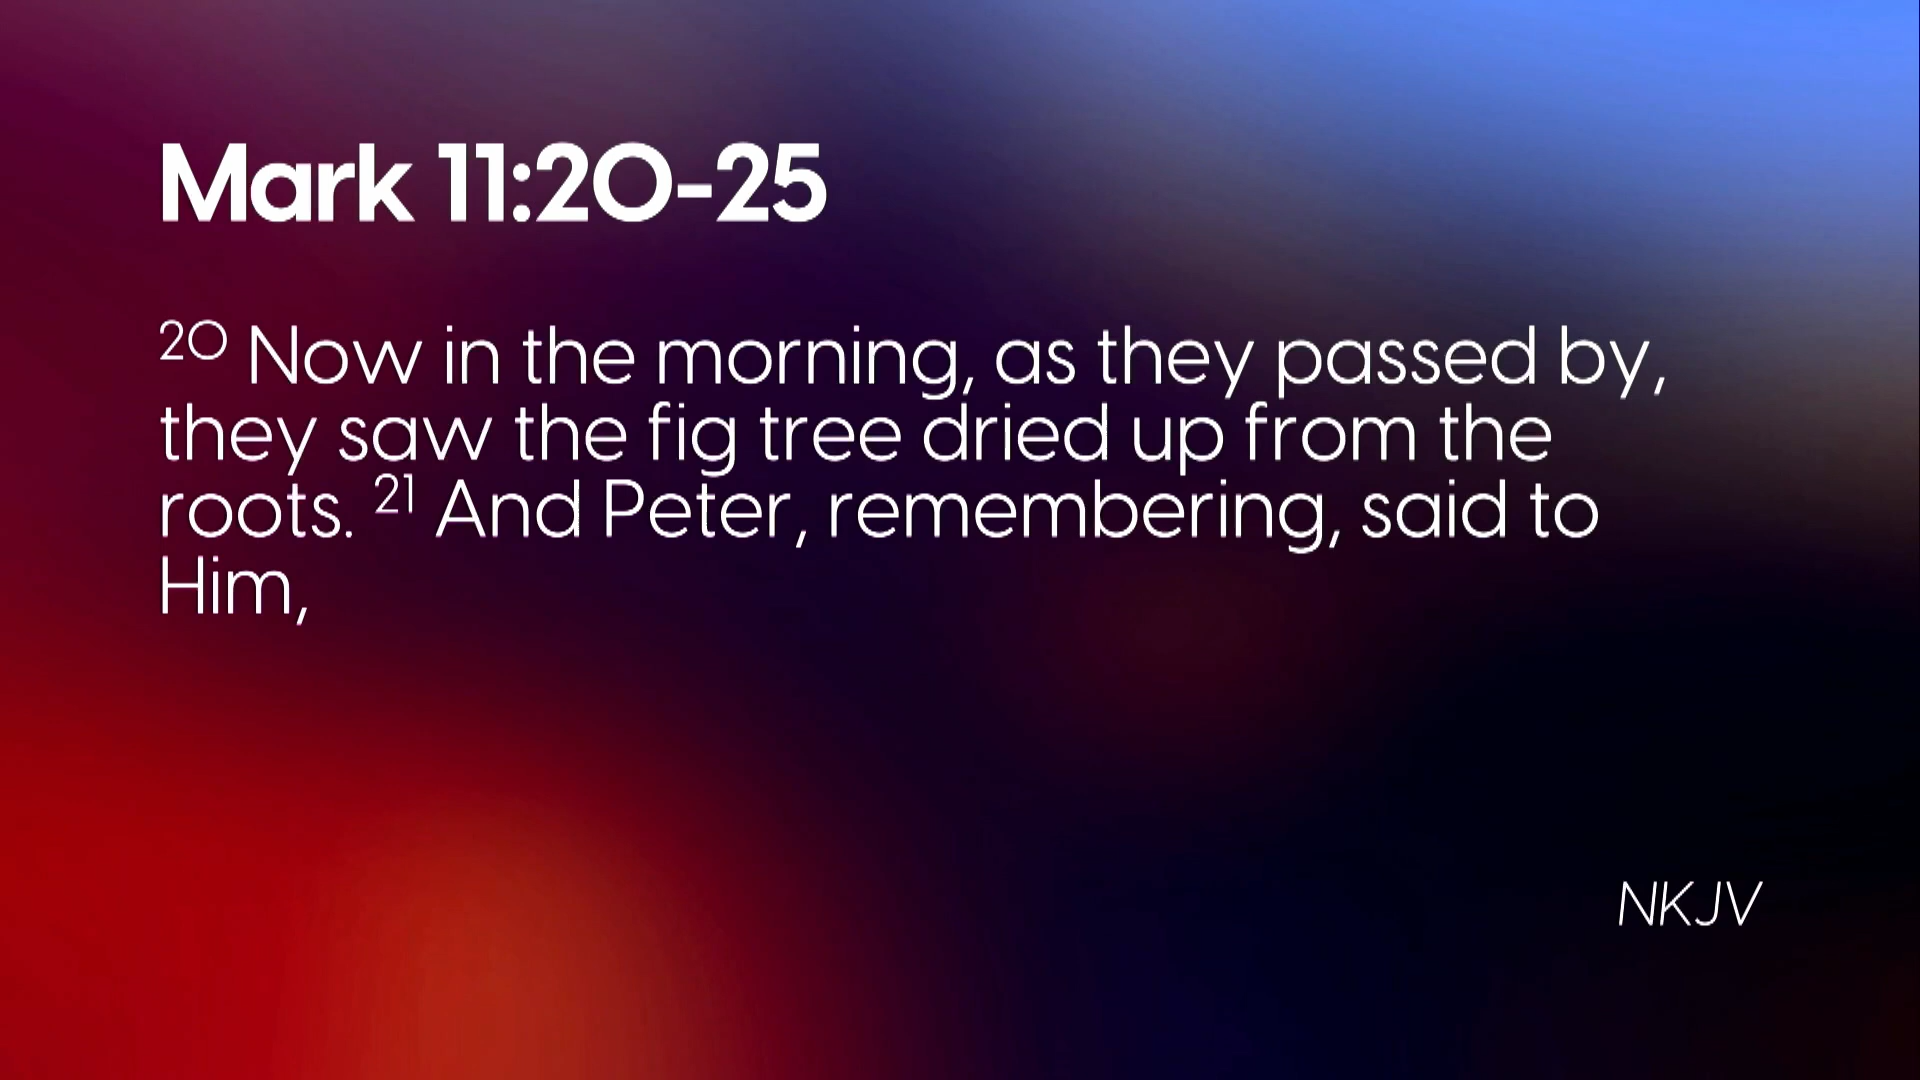 Mark 11:20-25
20 Now in the morning, as they passed by,
they saw the fig tree dried up from the
roots. 21 And Peter, remembering, said to
Him,
NKJV